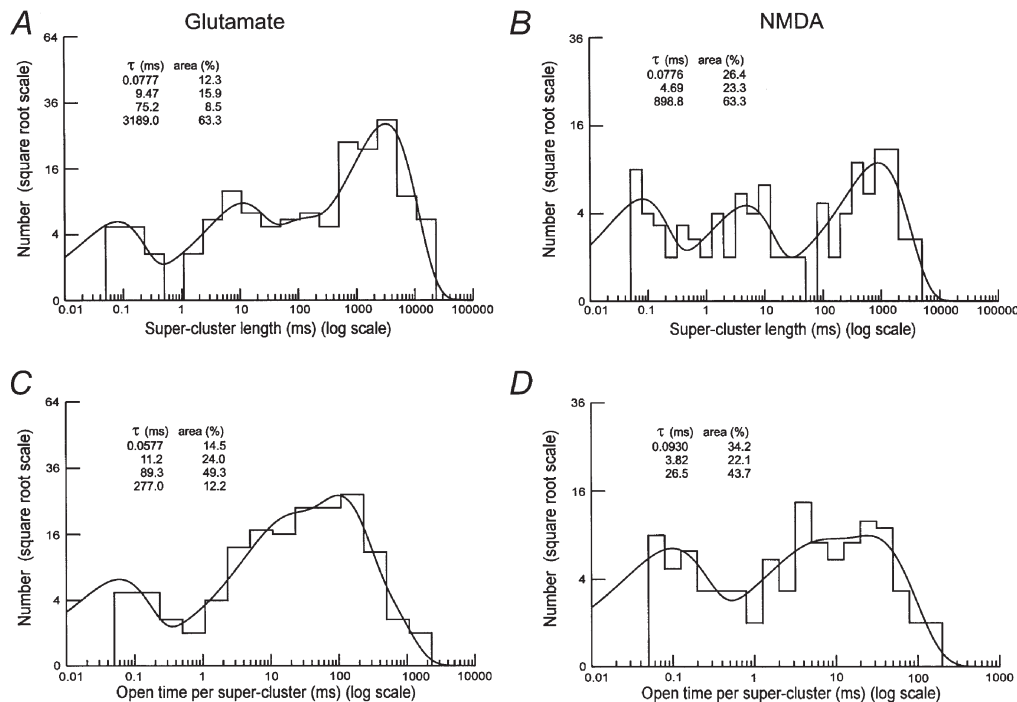 A
Glutamate
64
36
16
4
0
Number (square root scale)
τ (ms) area (%)
0.0777 12.3
9.47 15.9
75.2 8.5
3189.0 63.3
0.01 0.1 1 10 100 1000 10000 100000
Super-cluster length (ms) (log scale)
B
NMDA
36
16
4
0
Number (square root scale)
τ (ms) area (%)
0.0776 26.4
4.69 23.3
898.8 63.3
0.01 0.1 1 10 100 1000 10000 100000
Super-cluster length (ms) (log scale)
C
64
36
16
4
0
Number (square root scale)
τ (ms) area (%)
0.0577 14.5
11.2 24.0
89.3 49.3
277.0 12.2
0.01 0.1 1 10 100 1000 10000
Open time per super-cluster (ms) (log scale)
D
36
16
4
0
Number (square root scale)
τ (ms) area (%)
0.0930 34.2
3.82 22.1
26.5 43.7
0.01 0.1 1 10 100 1000
Open time per super-cluster (ms) (log scale)